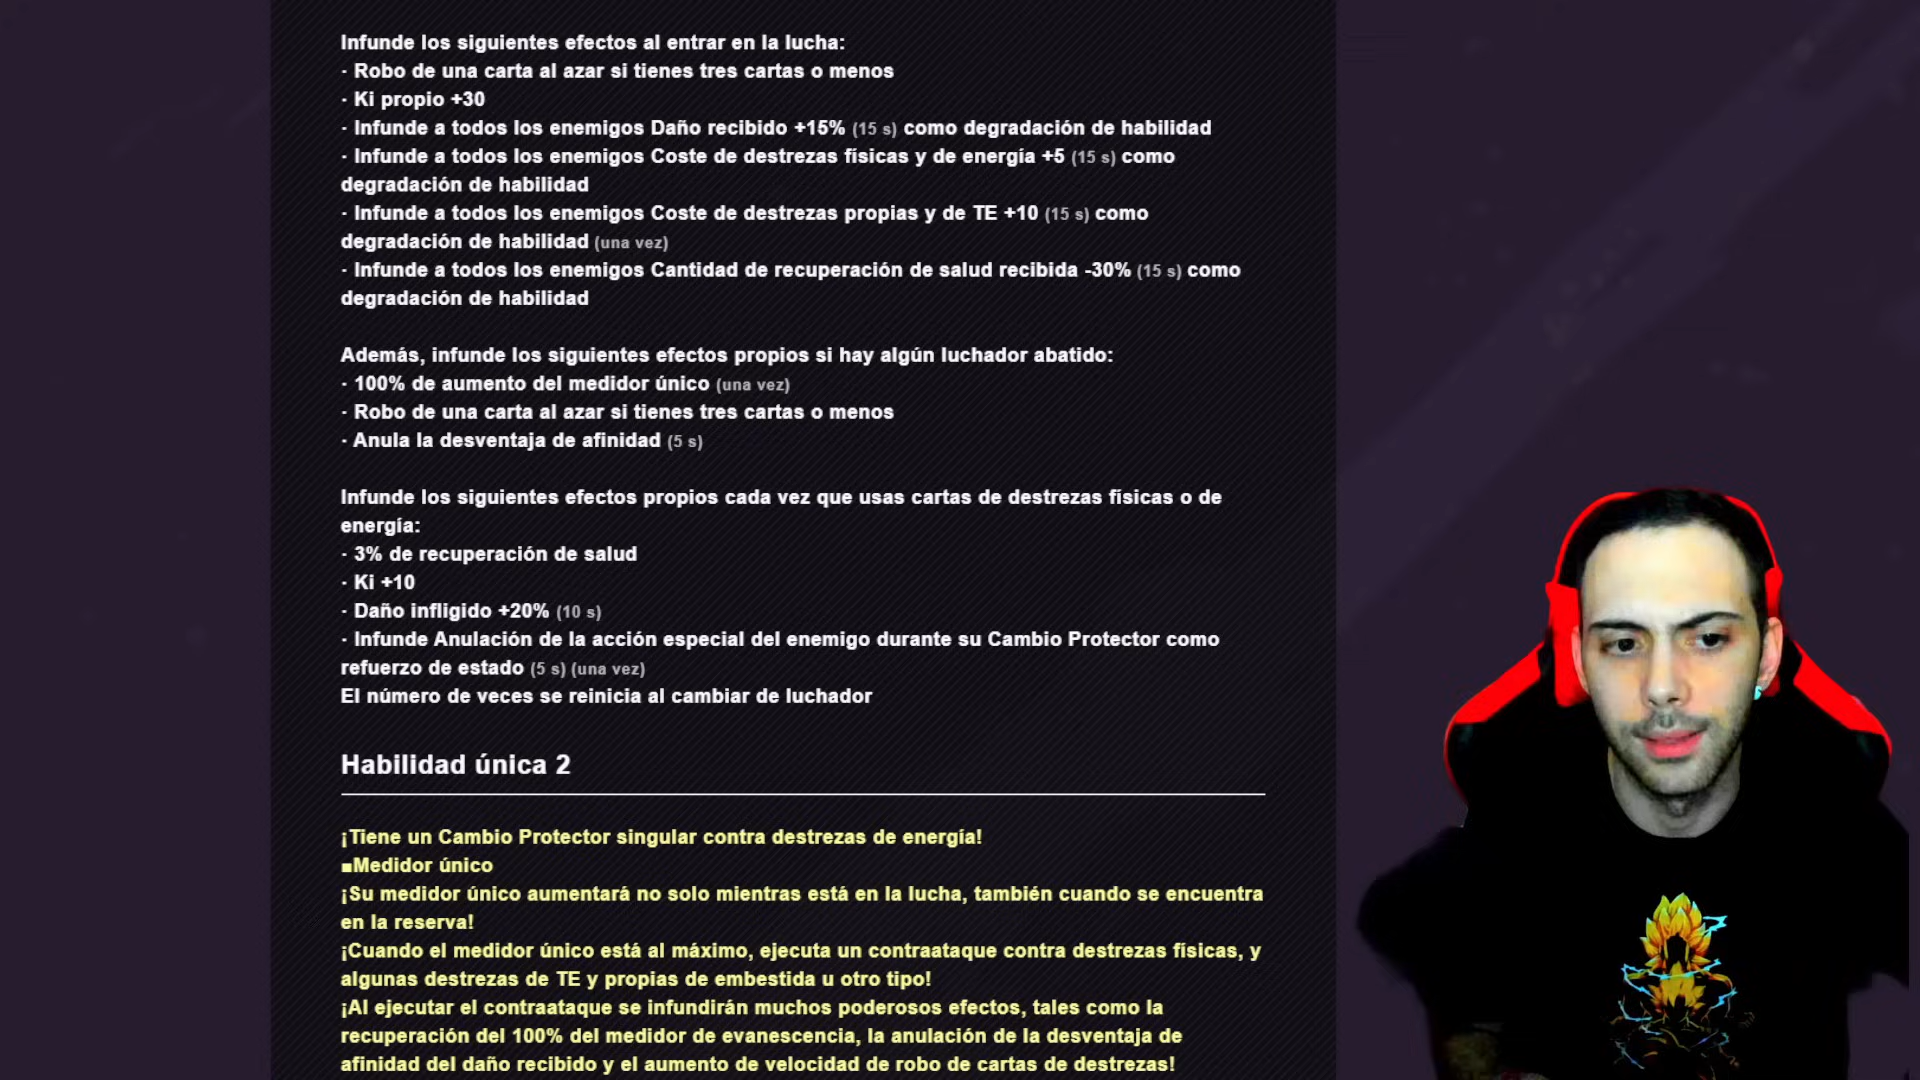 Infunde los siguientes efectos al entrar en la lucha:
· Robo de una carta al azar si tienes tres cartas o menos
· Ki propio +30
· Infunde a todos los enemigos Daño recibido +15% (15 s) como degradación de habilidad
· Infunde a todos los enemigos Coste de destrezas físicas y de energía +5 (15 s) como
degradación de habilidad
· Infunde a todos los enemigos Coste de destrezas propias y de TE +10 (15 s) como
degradación de habilidad (una vez)
· Infunde a todos los enemigos Cantidad de recuperación de salud recibida -30% (15 s) como
degradación de habilidad
Además, infunde los siguientes efectos propios si hay algún luchador abatido:
· 100% de aumento del medidor único (una vez)
· Robo de una carta al azar si tienes tres cartas o menos
· Anula la desventaja de afinidad (5 s)
Infunde los siguientes efectos propios cada vez que usas cartas de destrezas físicas o de
energía:
· 3% de recuperación de salud
· Ki +10
· Daño infligido +20% (10 s)
· Infunde Anulación de la acción especial del enemigo durante su Cambio Protector como
refuerzo de estado (5 s) (una vez)
El número de veces se reinicia al cambiar de luchador
Habilidad única 2
¡Tiene un Cambio Protector singular contra destrezas de energía!
■Medidor único
¡Su medidor único aumentará no solo mientras está en la lucha, también cuando se encuentra
en la reserva!
¡Cuando el medidor único está al máximo, ejecuta un contraataque contra destrezas físicas, y
algunas destrezas de TE y propias de embestida u otro tipo!
¡Al ejecutar el contraataque se infundirán muchos poderosos efectos, tales como la
recuperación del 100% del medidor de evanescencia, la anulación de la desventaja de
afinidad del daño recibido y el aumento de velocidad de robo de cartas de destrezas!